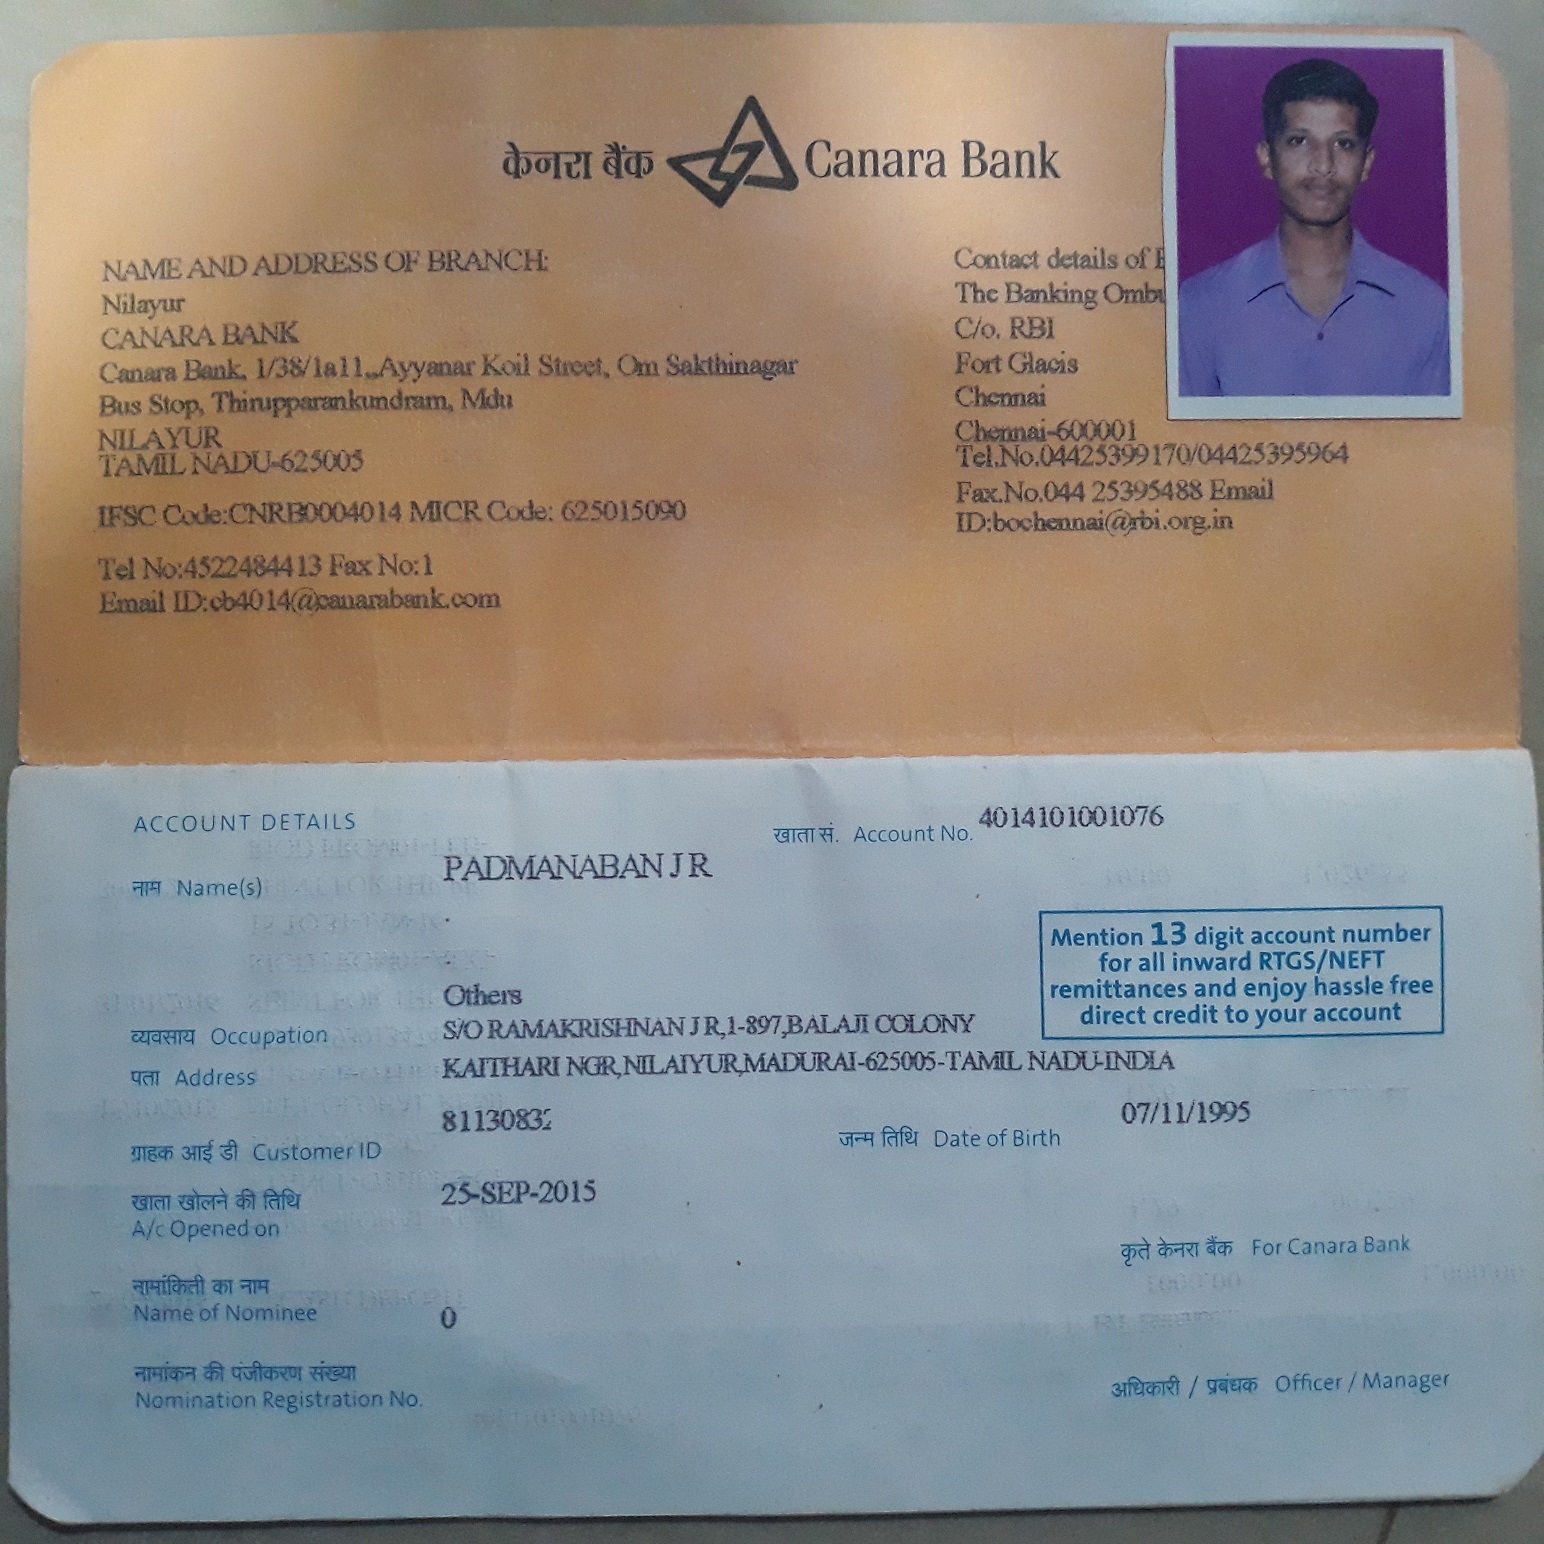 केनरा बैंक Canara Bank
NAME AND ADDRESS OF BRANCH:
Nilayur
CANARA BANK
Canara Bank, 1/38/1a11,,Ayyanar Koil Street, Om Sakthinagar
Bus Stop, Thirupparankundram, Mdu
NILAYUR
TAMIL NADU-625005
IFSC Code:CNRB0004014 MICR Code: 625015090
Tel No:4522484413 Fax No:1
Email ID:cb4014@canarabank.com
Contact details of
The Banking
C/o. RBI
Fort Glacis
Chennai
Chennai-600001
Tel.No.04425399170/04425395964
Fax.No.044 25395488 Email
ID:bochennai@rbi.org.in
ACCOUNT DETAILS
खाता सं. Account No. 4014101001076
नाम Name(s) PADMANABAN J R
Mention 13 digit account number
for all inward RTGS/NEFT
remittances and enjoy hassle free
direct credit to your account
व्यवसाय Occupation Others
पता Address S/O RAMAKRISHNAN J R,1-897,BALAJI COLONY
KAITHARI NGR,NILAIYUR,MADURAI-625005-TAMIL NADU-INDIA
ग्राहक आई डी Customer ID 81130832
जन्म तिथि Date of Birth 07/11/1995
खाता खोलने की तिथि
A/c Opened on 25-SEP-2015
कृते केनरा बैंक For Canara Bank
नामांकिती का नाम
Name of Nominee 0
नामांकन की पंजीकरण संख्या
Nomination Registration No.
अधिकारी / प्रबंधक Officer / Manager